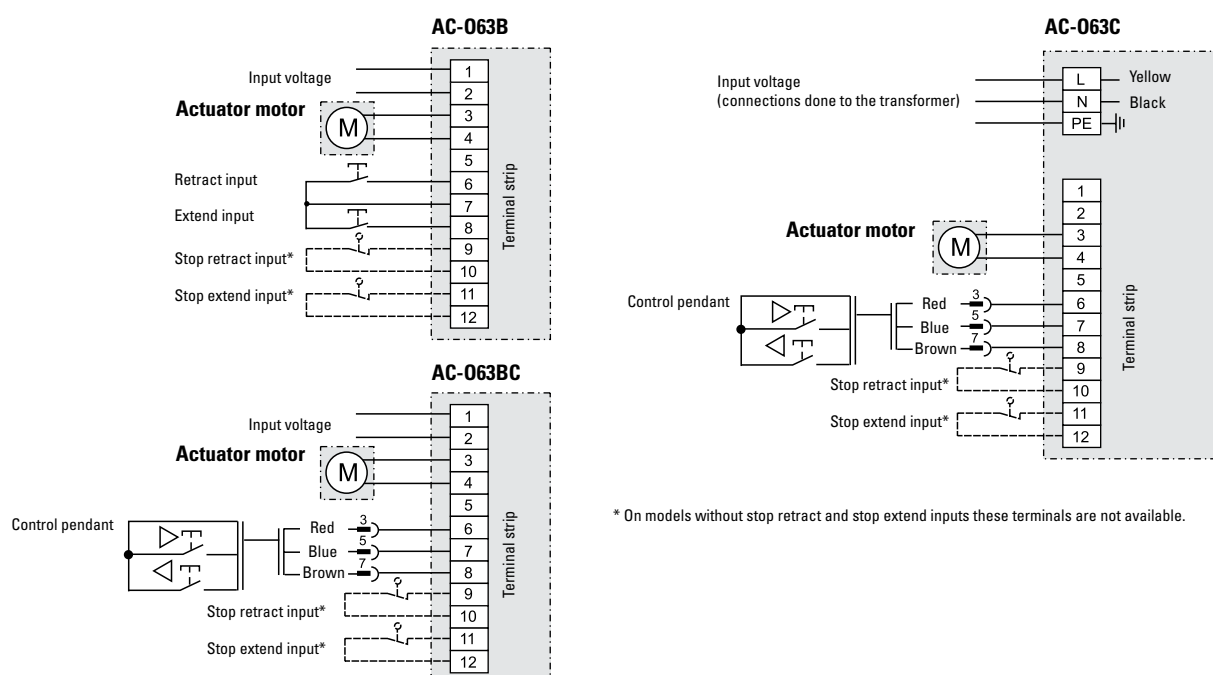 AC-063B
Input voltage
Actuator motor
M
Retract input
Extend input
Stop retract input*
Stop extend input*
1
2
3
4
5
6
7
8
9
10
11
12
Terminal strip
AC-063BC
Input voltage
Actuator motor
M
Control pendant
Red 3
Blue 5
Brown 7
Stop retract input*
Stop extend input*
1
2
3
4
5
6
7
8
9
10
11
12
Terminal strip
AC-063C
Input voltage
(connections done to the transformer)
L Yellow
N Black
PE
Actuator motor
M
Control pendant
Red 3
Blue 5
Brown 7
Stop retract input*
Stop extend input*
1
2
3
4
5
6
7
8
9
10
11
12
Terminal strip
* On models without stop retract and stop extend inputs these terminals are not available.